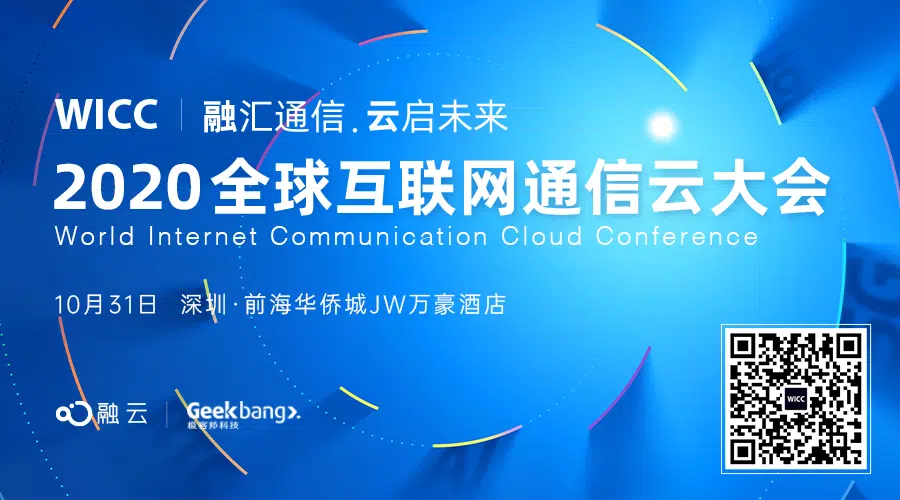 WICC | 融汇通信.云启未来
2020全球互联网通信云大会
World Internet Communication Cloud Conference
10月31日 深圳·前海华侨城JW万豪酒店
融云 | Geekbang>.
极客邦科技
WICC